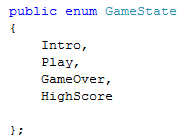 public enum GameState
{
Intro,
Play,
GameOver,
HighScore
};